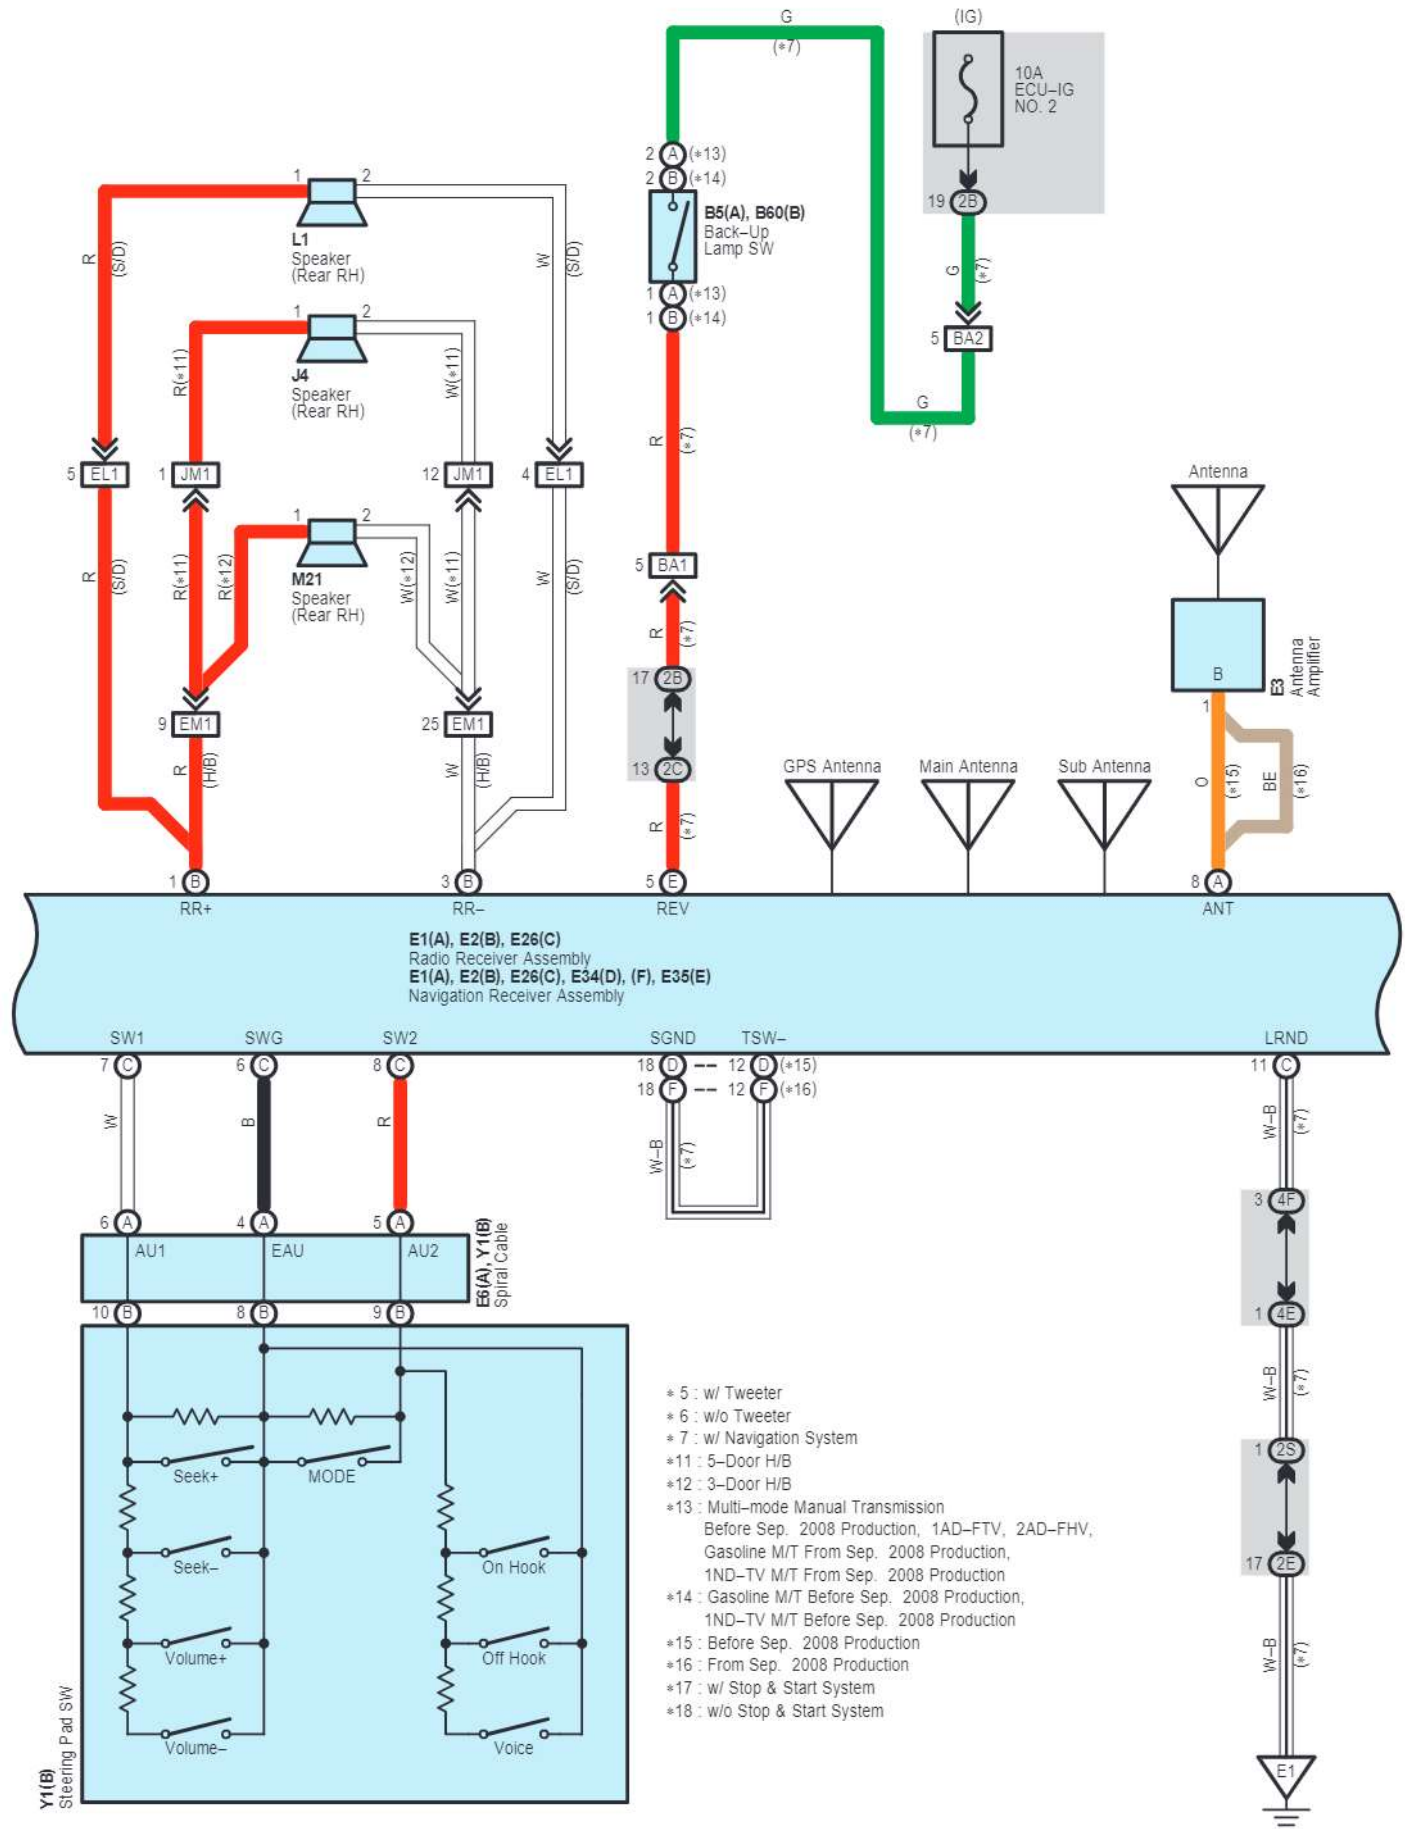 G
(IG)
(*7)
10A
ECU–IG
NO. 2
2 A (*13)
2 B (*14)
1 2
19 2B
B5(A), B60(B)
Back–Up
Lamp SW
L1
Speaker
(Rear RH)
R
(S/D)
W
(S/D)
G
(*7)
1 A (*13)
1 B (*14)
1 2
5 BA2
J4
Speaker
(Rear RH)
R(*11)
W(*11)
G
(*7)
R
(*7)
5 EL1
1 JM1
12 JM1
4 EL1
Antenna
1 2
M21
Speaker
(Rear RH)
R
(S/D)
R(*11)
R(*12)
W(*12)
W(*11)
W
(S/D)
5 BA1
R
(*7)
B
E3
Antenna
Amplifier
17 2B
1
9 EM1
25 EM1
R
(H/B)
W
(H/B)
13 2C
GPS Antenna
Main Antenna
Sub Antenna
O
(*15)
BE
(*16)
R
(*7)
1 B
3 B
5 E
8 A
RR+
RR–
REV
ANT
E1(A), E2(B), E26(C)
Radio Receiver Assembly
E1(A), E2(B), E26(C), E34(D), (F), E35(E)
Navigation Receiver Assembly
SW1
SWG
SW2
SGND
TSW–
LRND
7 C
6 C
8 C
18 D –– 12 D (*15)
18 F –– 12 F (*16)
11 C
W
B
R
W–B
(*7)
W–B
(*7)
3 4F
6 A
4 A
5 A
AU1
EAU
AU2
E6(A), Y1(B)
Spiral Cable
10 B
8 B
9 B
1 4E
W–B
(*7)
Seek+
MODE
Seek–
On Hook
Volume+
Off Hook
Volume–
Voice
Y1(B)
Steering Pad SW
* 5 : w/ Tweeter
* 6 : w/o Tweeter
* 7 : w/ Navigation System
*11 : 5–Door H/B
*12 : 3–Door H/B
*13 : Multi–mode Manual Transmission
Before Sep. 2008 Production, 1AD–FTV, 2AD–FHV,
Gasoline M/T From Sep. 2008 Production,
1ND–TV M/T From Sep. 2008 Production
*14 : Gasoline M/T Before Sep. 2008 Production,
1ND–TV M/T Before Sep. 2008 Production
*15 : Before Sep. 2008 Production
*16 : From Sep. 2008 Production
*17 : w/ Stop & Start System
*18 : w/o Stop & Start System
1 2S
17 2E
W–B
(*7)
E1